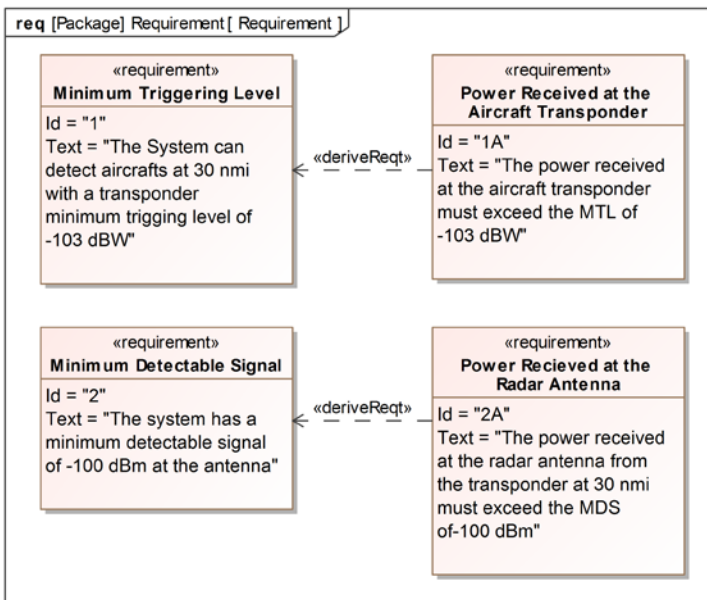 req [Package] Requirement [ Requirement ]
«requirement»
Minimum Triggering Level
Id = "1"
Text = "The System can
detect aircrafts at 30 nmi
with a transponder
minimum trigging level of
-103 dBW"
«deriveReqt»
«requirement»
Power Received at the
Aircraft Transponder
Id = "1A"
Text = "The power received
at the aircraft transponder
must exceed the MTL of
-103 dBW"
«requirement»
Minimum Detectable Signal
Id = "2"
Text = "The system has a
minimum detectable signal
of -100 dBm at the antenna"
«deriveReqt»
«requirement»
Power Recieved at the
Radar Antenna
Id = "2A"
Text = "The power received
at the radar antenna from
the transponder at 30 nmi
must exceed the MDS
of-100 dBm"